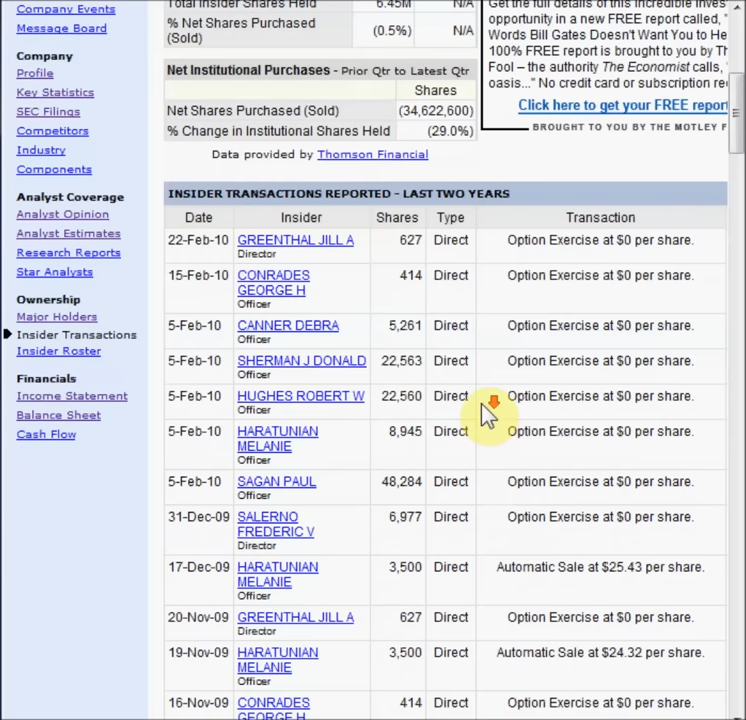 Company Events
Message Board
Company
Profile
Key Statistics
SEC Filings
Competitors
Industry
Components
Analyst Coverage
Analyst Opinion
Analyst Estimates
Research Reports
Star Analysts
Ownership
Major Holders
Insider Transactions
Insider Roster
Financials
Income Statement
Balance Sheet
Cash Flow
Total Insider Shares Held 6.45M N/A
% Net Shares Purchased (Sold) (0.5%) N/A
Net Institutional Purchases - Prior Qtr to Latest Qtr
Shares
Net Shares Purchased (Sold) (34,622,600)
% Change in Institutional Shares Held (29.0%)
Data provided by Thomson Financial
Get the full details of this incredible
opportunity in a new FREE report called, "
Words Bill Gates Doesn't Want You to
100% FREE report is brought to you by
Fool – the authority The Economist calls, "
oasis..." No credit card or subscription
Click here to get your FREE report
BROUGHT TO YOU BY THE MOTLEY F
INSIDER TRANSACTIONS REPORTED - LAST TWO YEARS
Date Insider Shares Type Transaction
22-Feb-10 GREENTHAL JILL A 627 Direct Option Exercise at $0 per share.
Director
15-Feb-10 CONRADES GEORGE H 414 Direct Option Exercise at $0 per share.
Officer
5-Feb-10 CANNER DEBRA 5,261 Direct Option Exercise at $0 per share.
Officer
5-Feb-10 SHERMAN J DONALD 22,563 Direct Option Exercise at $0 per share.
Officer
5-Feb-10 HUGHES ROBERT W 22,560 Direct Option Exercise at $0 per share.
Officer
5-Feb-10 HARATUNIAN MELANIE 8,945 Direct Option Exercise at $0 per share.
Officer
5-Feb-10 SAGAN PAUL 48,284 Direct Option Exercise at $0 per share.
Officer
31-Dec-09 SALERNO FREDERIC V 6,977 Direct Option Exercise at $0 per share.
Director
17-Dec-09 HARATUNIAN MELANIE 3,500 Direct Automatic Sale at $25.43 per share.
Officer
20-Nov-09 GREENTHAL JILL A 627 Direct Option Exercise at $0 per share.
Director
19-Nov-09 HARATUNIAN MELANIE 3,500 Direct Automatic Sale at $24.32 per share.
Officer
16-Nov-09 CONRADES GEORGE H 414 Direct Option Exercise at $0 per share.